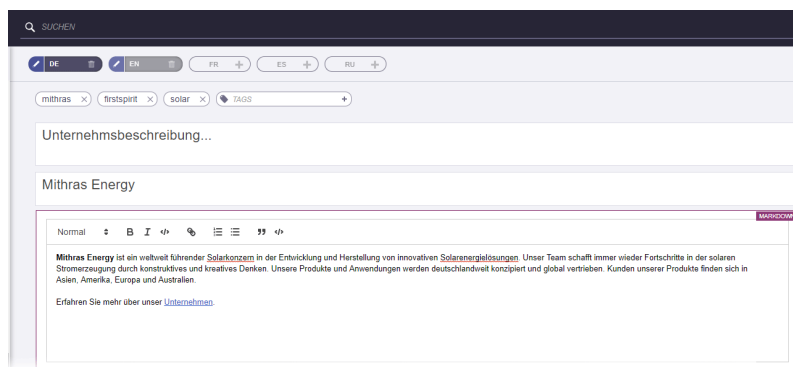 SUCHEN
DE EN FR ES RU
mithras firstspirit solar TAGS
Unternehmsbeschreibung...
Mithras Energy
MARKDOWN
Normal
Mithras Energy ist ein weltweit führender Solarkonzern in der Entwicklung und Herstellung von innovativen Solarenergielösungen. Unser Team schafft immer wieder Fortschritte in der solaren
Stromerzeugung durch konstruktives und kreatives Denken. Unsere Produkte und Anwendungen werden deutschlandweit konzipiert und global vertrieben. Kunden unserer Produkte finden sich in
Asien, Amerika, Europa und Australien.
Erfahren Sie mehr über unser Unternehmen.